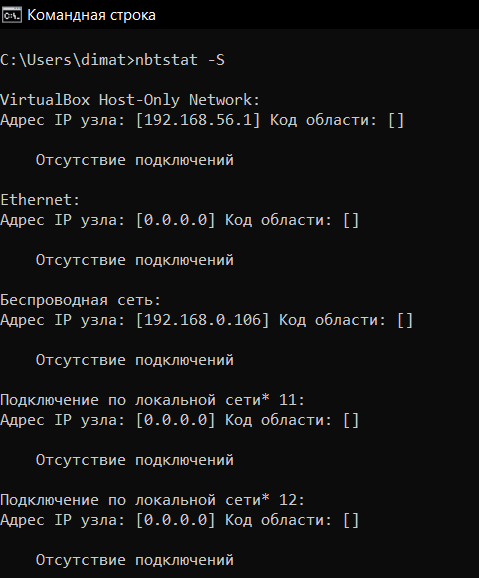 Командная строка
C:\Users\dimat>nbtstat -S
VirtualBox Host-Only Network:
Адрес IP узла: [192.168.56.1] Код области: []
Отсутствие подключений
Ethernet:
Адрес IP узла: [0.0.0.0] Код области: []
Отсутствие подключений
Беспроводная сеть:
Адрес IP узла: [192.168.0.106] Код области: []
Отсутствие подключений
Подключение по локальной сети* 11:
Адрес IP узла: [0.0.0.0] Код области: []
Отсутствие подключений
Подключение по локальной сети* 12:
Адрес IP узла: [0.0.0.0] Код области: []
Отсутствие подключений